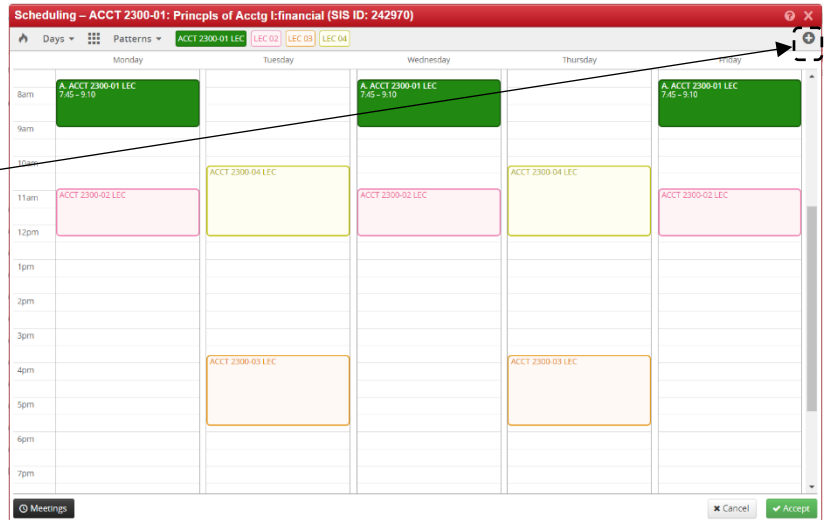 Scheduling – ACCT 2300-01: Princpls of Acctg I:financial (SIS ID: 242970)
Days Patterns ACCT 2300-01 LEC LEC 02 LEC 03 LEC 04
Monday Tuesday Wednesday Thursday Friday
A. ACCT 2300-01 LEC A. ACCT 2300-01 LEC A. ACCT 2300-01 LEC
7:45 – 9:10 7:45 – 9:10 7:45 – 9:10
8am
9am
10am
ACCT 2300-04 LEC ACCT 2300-04 LEC
11am ACCT 2300-02 LEC ACCT 2300-02 LEC ACCT 2300-02 LEC
12pm
1pm
2pm
3pm
ACCT 2300-03 LEC ACCT 2300-03 LEC
4pm
5pm
6pm
7pm
Meetings Cancel Accept